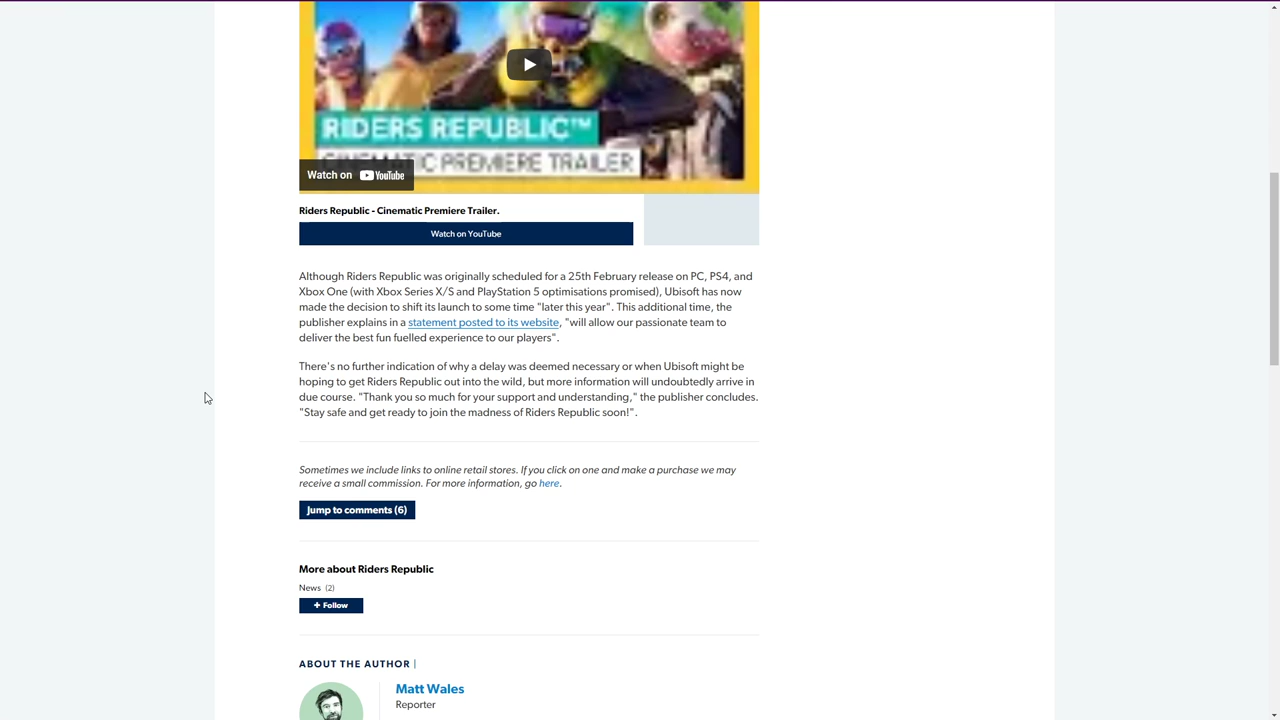 RIDERS REPUBLIC™
CINEMATIC PREMIERE TRAILER
Watch on YouTube
Riders Republic - Cinematic Premiere Trailer.
Watch on YouTube
Although Riders Republic was originally scheduled for a 25th February release on PC, PS4, and
Xbox One (with Xbox Series X/S and PlayStation 5 optimisations promised), Ubisoft has now
made the decision to shift its launch to some time "later this year". This additional time, the
publisher explains in a statement posted to its website, "will allow our passionate team to
deliver the best fun fuelled experience to our players".
There's no further indication of why a delay was deemed necessary or when Ubisoft might be
hoping to get Riders Republic out into the wild, but more information will undoubtedly arrive in
due course. "Thank you so much for your support and understanding," the publisher concludes.
"Stay safe and get ready to join the madness of Riders Republic soon!".
Sometimes we include links to online retail stores. If you click on one and make a purchase we may
receive a small commission. For more information, go here.
Jump to comments (6)
More about Riders Republic
News (2)
+ Follow
ABOUT THE AUTHOR |
Matt Wales
Reporter